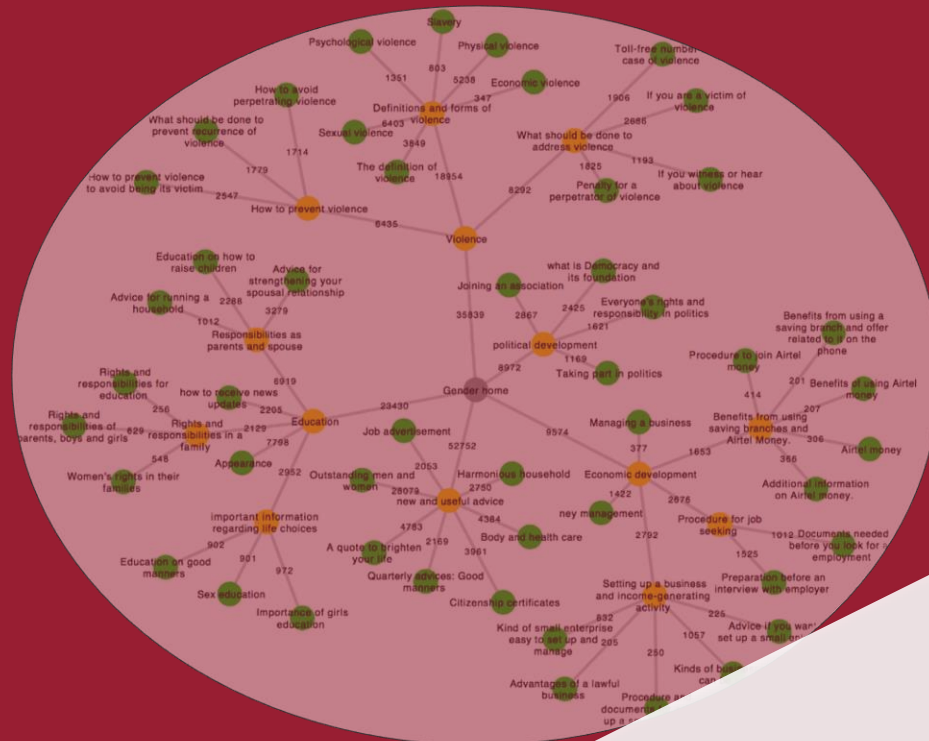 Slavery
Psychological violence
Physical violence
803
1351
5238
Economic violence
347
Definitions and forms of
violence
6403
Sexual violence
3849
The definition of
violence
18954
Toll-free number
case of violence
1906
If you are a victim of
violence
2686
What should be done to
address violence
1193
1825
If you witness or hear
about violence
Penalty for a
perpetrator of violence
8292
How to avoid
perpetrating violence
What should be done to
prevent recurrence of
violence
1714
1779
How to prevent violence
to avoid being its victim
2547
How to prevent violence
6435
Violence
35839
Education on how to
raise children
Advice for
strengthening your
spousal relationship
Advice for running a
household
2288
3279
1012
Responsibilities as
parents and spouse
6919
what is Democracy and
its foundation
Joining an association
2425
Everyone's rights and
responsibility in politics
2867
1621
political development
1169
Taking part in politics
8972
Gender home
Rights and
responsibilities for
education
256
how to receive news
updates
2205
Rights and
responsibilities of
parents, boys and girls
829
Rights and
responsibilities in a
family
2129
Education
23430
548
Women's rights in their
families
7798
Appearance
2952
important information
regarding life choices
902
Education on good
manners
901
Sex education
972
Importance of girls
education
52752
Job advertisement
2053
Outstanding men and
women
28079
new and useful advice
2750
Harmonious household
4384
Body and health care
4783
A quote to brighten
your life
2169
Quarterly advices: Good
manners
3961
Citizenship certificates
9574
Managing a business
377
Economic development
1422
ney management
1653
Benefits from using a
saving branch and offer
related to it on the
phone
Procedure to join Airtel
money
414
201
Benefits of using Airtel
money
207
Benefits from using
saving branches and
Airtel Money.
306
Airtel money
366
Additional information
on Airtel money.
2678
Procedure for job
seeking
1012
Documents needed
before you look for a
employment
1525
Preparation before an
interview with employer
2792
Setting up a business
and income-generating
activity
832
Kind of small enterprise
easy to set up and
manage
205
Advantages of a lawful
business
250
Procedure
documents
up a
1057
Kinds of
can
225
Advice if you
set up a small